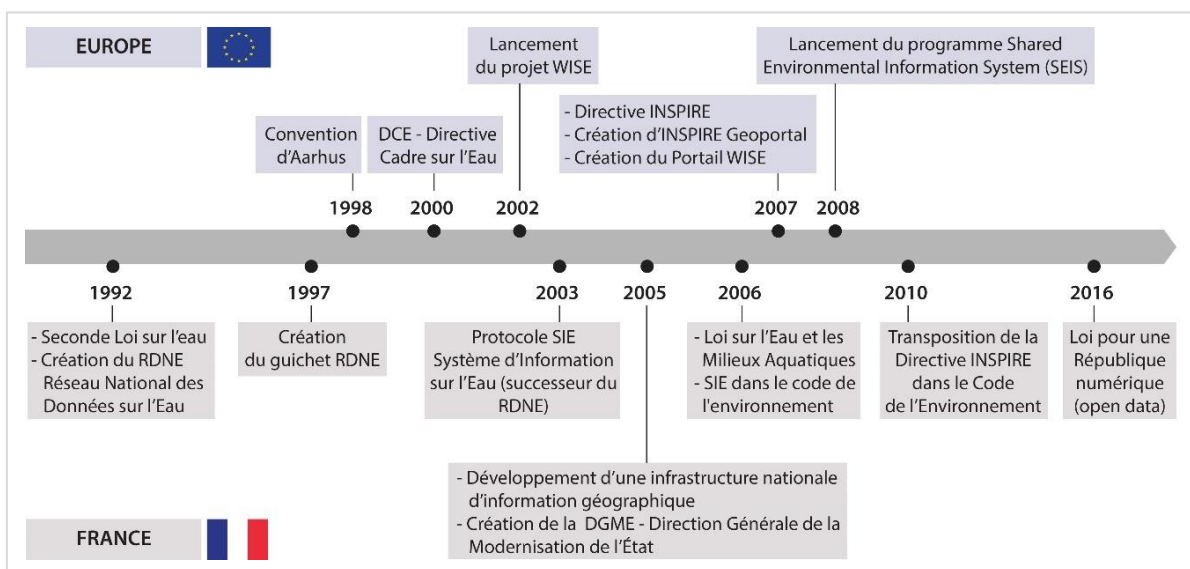 EUROPE
Lancement
du projet WISE
Lancement du programme Shared
Environmental Information System (SEIS)
Convention
d'Aarhus
DCE - Directive
Cadre sur l'Eau
- Directive INSPIRE
- Création d'INSPIRE Geoportal
- Création du Portail WISE
1998
2000
2002
2007
2008
1992
1997
2003
2005
2006
2010
2016
- Seconde Loi sur l'eau
- Création du RDNE
Réseau National des
Données sur l'Eau
Création
du guichet RDNE
Protocole SIE
Système d'Information
sur l'Eau (successeur du
RDNE)
- Loi sur l'Eau et les
Milieux Aquatiques
- SIE dans le code de
l'environnement
Transposition de la
Directive INSPIRE
dans le Code
de l'Environnement
Loi pour une
République
numérique
(open data)
- Développement d'une infrastructure nationale
d'information géographique
- Création de la DGME - Direction Générale de la
Modernisation de l'État
FRANCE